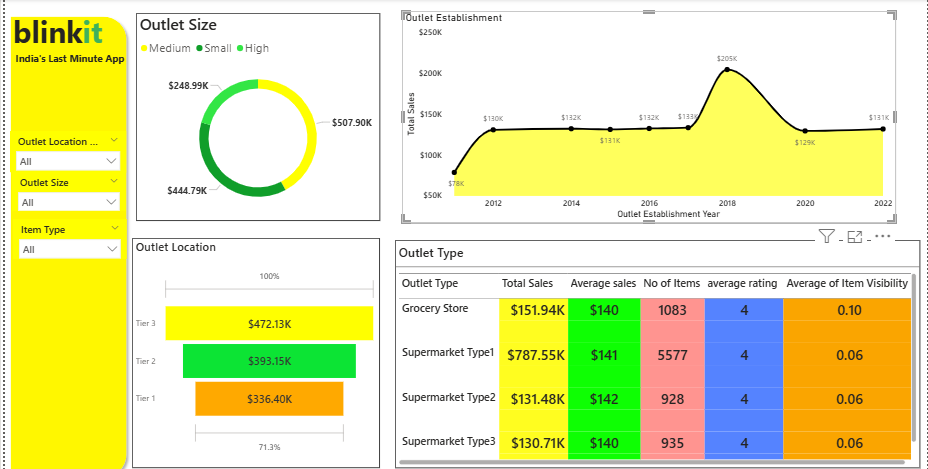 blinkit
India's Last Minute App
Outlet Location ...
All
Outlet Size
All
Item Type
All
Outlet Size
Medium Small High
$248.99K
$507.90K
$444.79K
Outlet Establishment
Total Sales
$250K
$200K
$150K
$100K
$50K
$78K
$130K
$132K
$131K
$132K
$133K
$205K
$129K
$131K
2012 2014 2016 2018 2020 2022
Outlet Establishment Year
Outlet Location
100%
Tier 3 $472.13K
Tier 2 $393.15K
Tier 1 $336.40K
71.3%
Outlet Type
Outlet Type Total Sales Average sales No of Items average rating Average of Item Visibility
Grocery Store $151.94K $140 1083 4 0.10
Supermarket Type1 $787.55K $141 5577 4 0.06
Supermarket Type2 $131.48K $142 928 4 0.06
Supermarket Type3 $130.71K $140 935 4 0.06